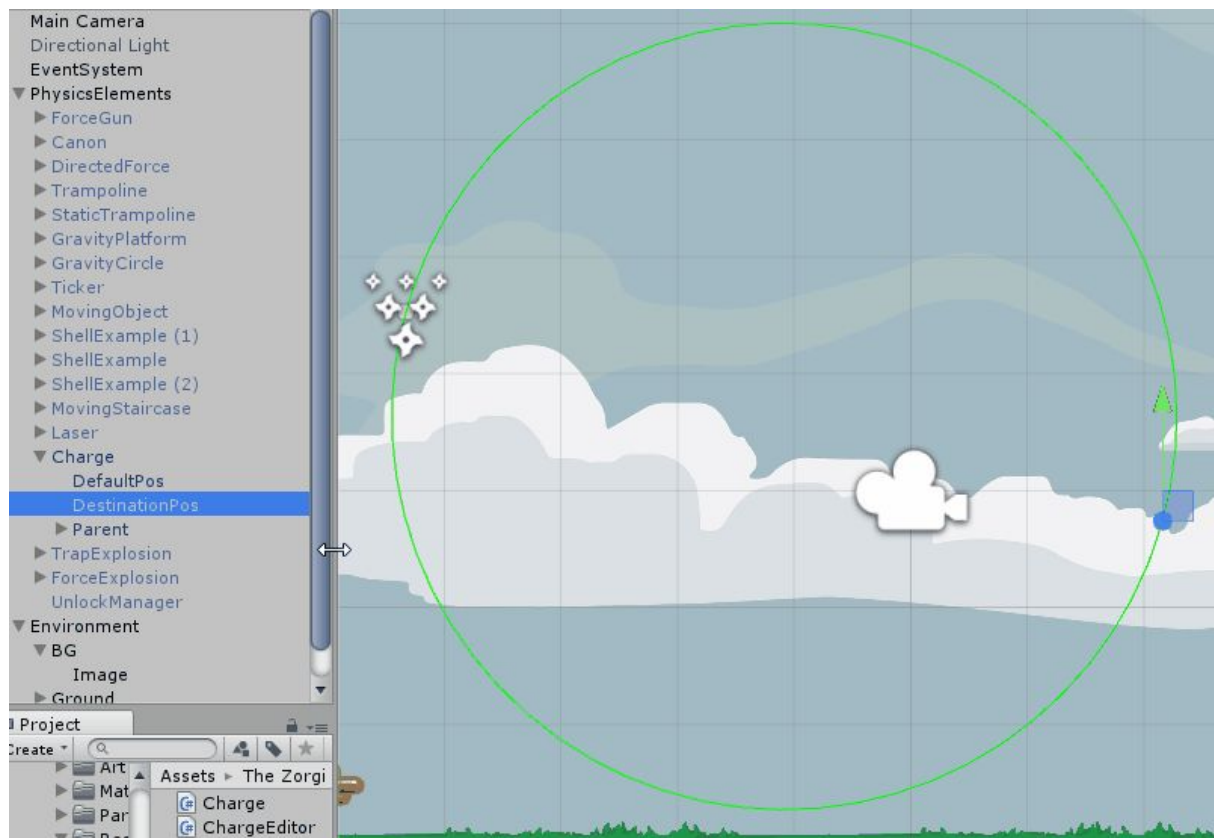 Main Camera
Directional Light
EventSystem
PhysicsElements
ForceGun
Canon
DirectedForce
Trampoline
StaticTrampoline
GravityPlatform
GravityCircle
Ticker
MovingObject
ShellExample (1)
ShellExample
ShellExample (2)
MovingStaircase
Laser
Charge
DefaultPos
DestinationPos
Parent
TrapExplosion
ForceExplosion
UnlockManager
Environment
BG
Image
Ground
Project
Create
Art
Mat
Par
Assets ▸ The Zorgi
Charge
ChargeEditor